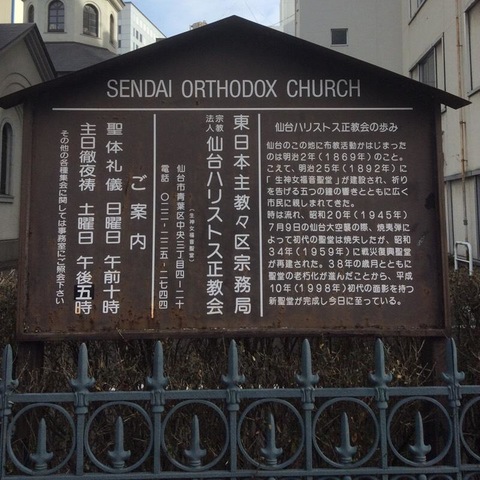 SENDAI ORTHODOX CHURCH
仙台ハリストス正教会の歩み
仙台のこの地に布教活動がはじまった
のは明治2年（1869年）のこと。
こえて、明治25年（1892年）に
「生神女福音聖堂」が建設され、祈り
を告げる五つの鐘の響きとともに広く
市民に親しまれてきた。
時は流れ、昭和20年（1945年）
7月9日の仙台大空襲の際、焼夷弾に
よって初代の聖堂は焼失したが、昭和
34年（1959年）に戦災復興聖堂
が再建された。38年の歳月とともに
聖堂の老朽化が進んだことから、平成
10年（1998年）初代の面影を持つ
新聖堂が完成し今日に至っている。
東日本主教々区宗務局
宗教法人 仙台ハリストス正教会
（生神女福音聖堂）
仙台市青葉区中央三丁目四―二十
電話 〇二二―二二五―二七四四
ご案内
聖体礼儀 日曜日 午前十時
主日徹夜祷 土曜日 午後五時
その他の各種集会に関しては事務室にご照会下さい